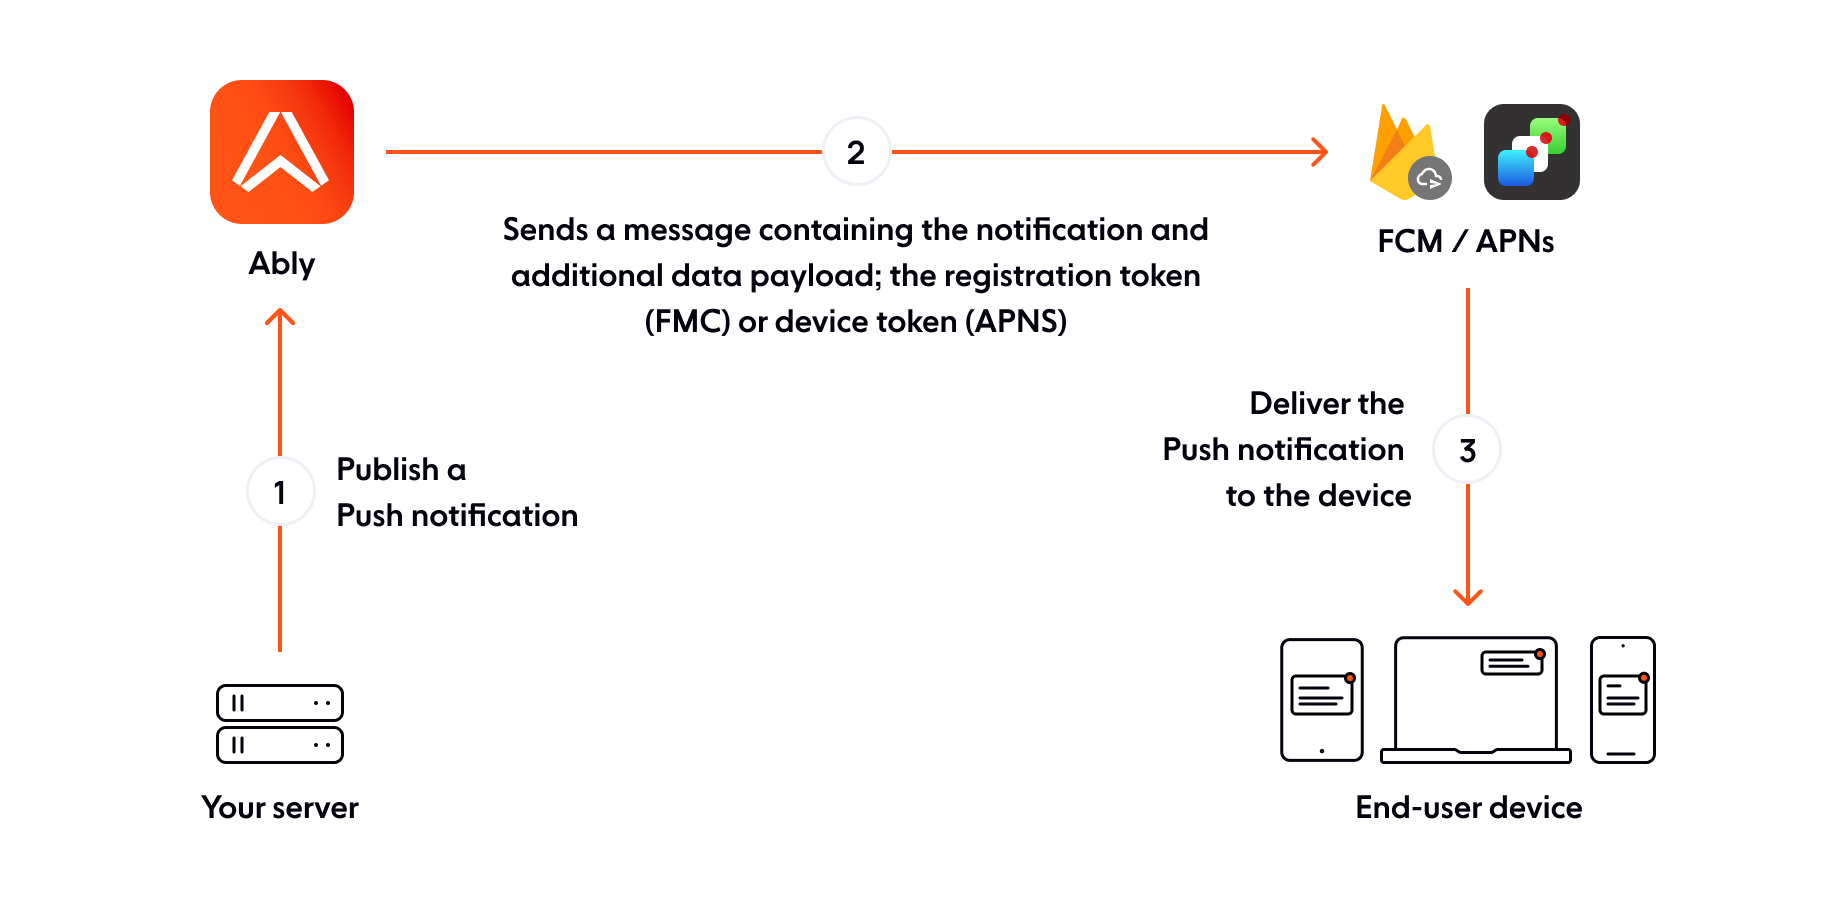 Ably
2
Sends a message containing the notification and
additional data payload; the registration token
(FMC) or device token (APNS)
FCM / APNs
1
Publish a
Push notification
Deliver the
Push notification
to the device
3
Your server
End-user device